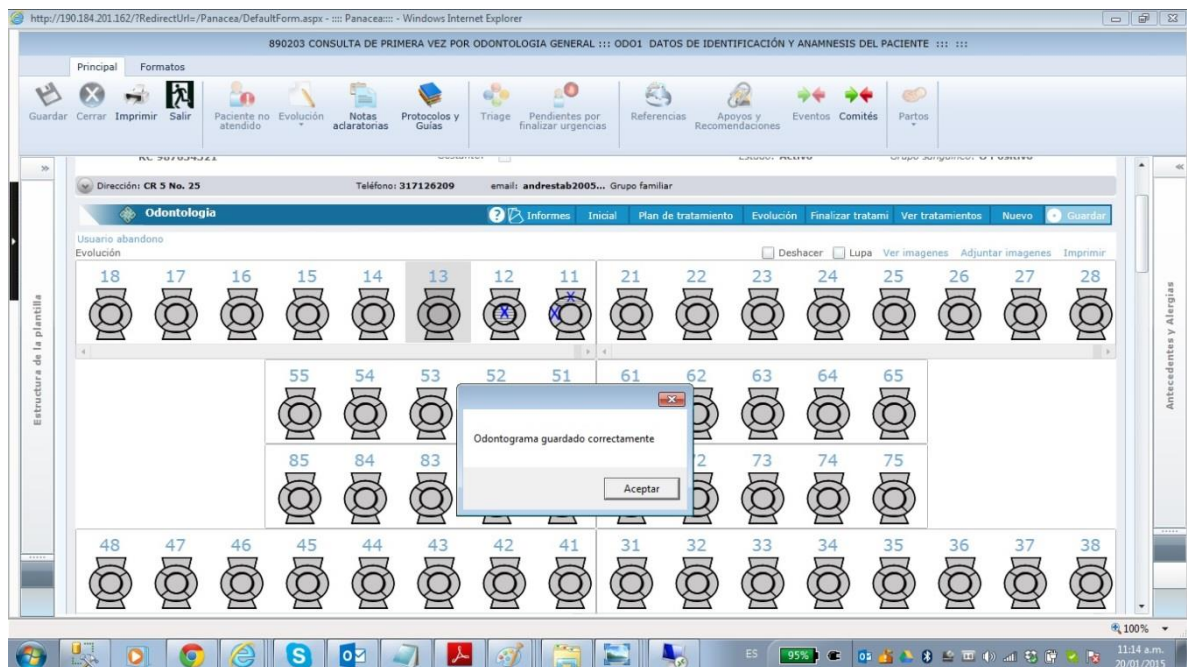 http://190.184.201.162/?RedirectUrl=/Panacea/DefaultForm.aspx - :::: Panacea:::: - Windows Internet Explorer
890203 CONSULTA DE PRIMERA VEZ POR ODONTOLOGIA GENERAL ::: ODO1 DATOS DE IDENTIFICACIÓN Y ANAMNESIS DEL PACIENTE ::: :::
Principal Formatos
Guardar Cerrar Imprimir Salir Paciente no atendido Evolución Notas aclaratorias Protocolos y Guías Triage Pendientes por finalizar urgencias Referencias Apoyos y Recomendaciones Eventos Comités Partos
Dirección: CR 5 No. 25 Teléfono: 317126209 email: andrestab2005... Grupo familiar
Odontologia ? Informes Inicial Plan de tratamiento Evolución Finalizar tratami Ver tratamientos Nuevo Guardar
Usuario abandono
Evolución Deshacer Lupa Ver imagenes Adjuntar imagenes Imprimir
18 17 16 15 14 13 12 11 21 22 23 24 25 26 27 28
X X X
55 54 53 52 51 61 62 63 64 65
Odontograma guardado correctamente
Aceptar
85 84 83 73 74 75
48 47 46 45 44 43 42 41 31 32 33 34 35 36 37 38
Estructura de la plantilla
Antecedentes y Alergias
100%
ES 95% 11:14 a.m.
20/01/2015